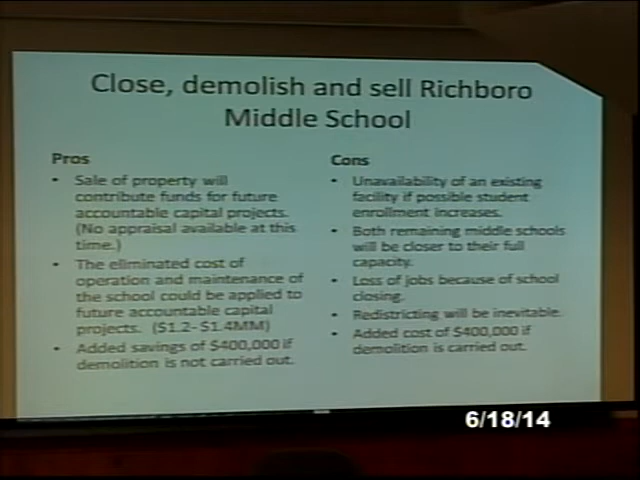 Close, demolish and sell Richboro
Middle School
Pros
• Sale of property will
contribute funds for future
accountable capital projects.
(No appraisal available at this
time.)
• The eliminated cost of
operation and maintenance of
the school could be applied to
future accountable capital
projects. ($1.2- $1.4MM)
• Added savings of $400,000 if
demolition is not carried out.
Cons
• Unavailability of an existing
facility if possible student
enrollment increases.
• Both remaining middle schools
will be closer to their full
capacity.
• Loss of jobs because of school
closing.
• Redistricting will be inevitable.
• Added cost of $400,000 if
demolition is carried out.
6/18/14